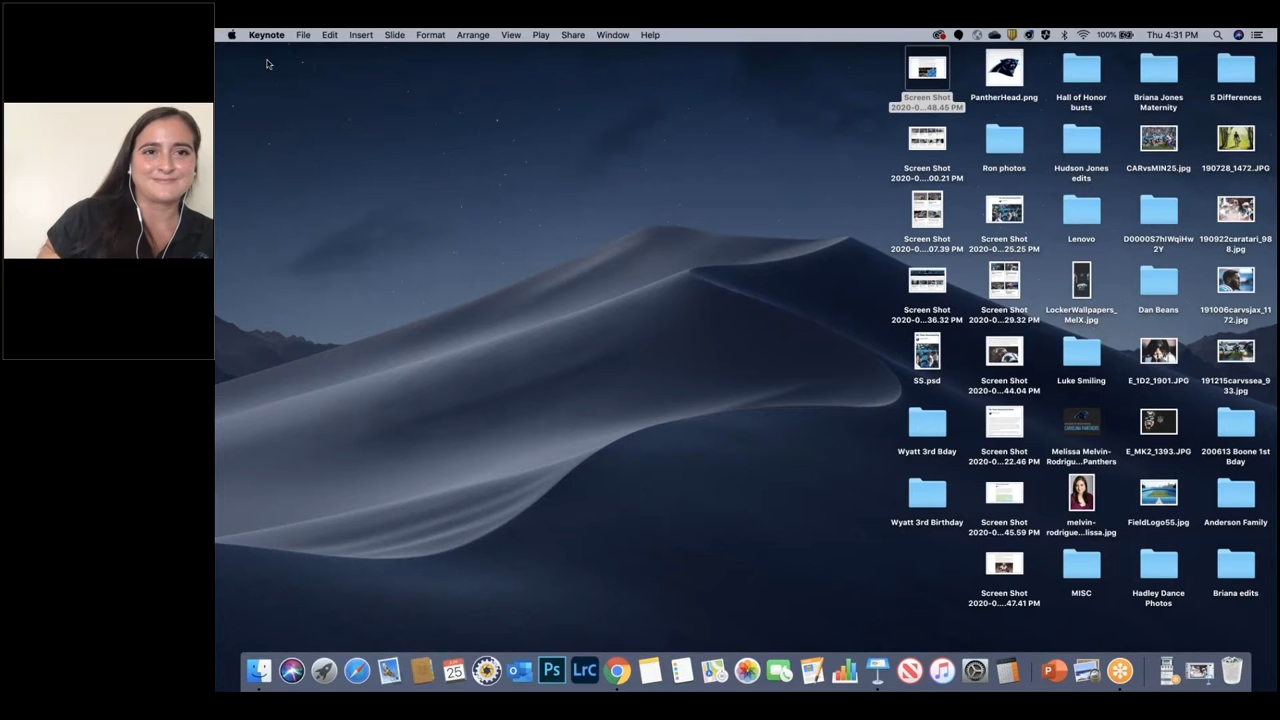 Keynote File Edit Insert Slide Format Arrange View Play Share Window Help 100% Thu 4:31 PM
Screen Shot
2020-0....48.45 PM
PantherHead.png
Hall of Honor
busts
Briana Jones
Maternity
5 Differences
Screen Shot
2020-0....00.21 PM
Ron photos
Hudson Jones
edits
CARvsMIN25.jpg
190728_1472.JPG
Screen Shot
2020-0....07.39 PM
Screen Shot
2020-0...25.25 PM
Lenovo
D0000S7hIWqiHw
2Y
190922caratari_98
8.jpg
Screen Shot
2020-0...36.32 PM
Screen Shot
2020-0...29.32 PM
LockerWallpapers_
MelX.jpg
Dan Beans
191006carvsjax_11
72.jpg
SS.psd
Screen Shot
2020-0....44.04 PM
Luke Smiling
E_1D2_1901.JPG
191215carvssea_9
33.jpg
Wyatt 3rd Bday
Screen Shot
2020-0...22.46 PM
Melissa Melvin-
Rodrigu...Panthers
E_MK2_1393.JPG
200613 Boone 1st
Bday
Wyatt 3rd Birthday
Screen Shot
2020-0...45.59 PM
melvin-
rodrigue...lissa.jpg
FieldLogo55.jpg
Anderson Family
Screen Shot
2020-0....47.41 PM
MISC
Hadley Dance
Photos
Briana edits
JUN
25
Ps
LrC